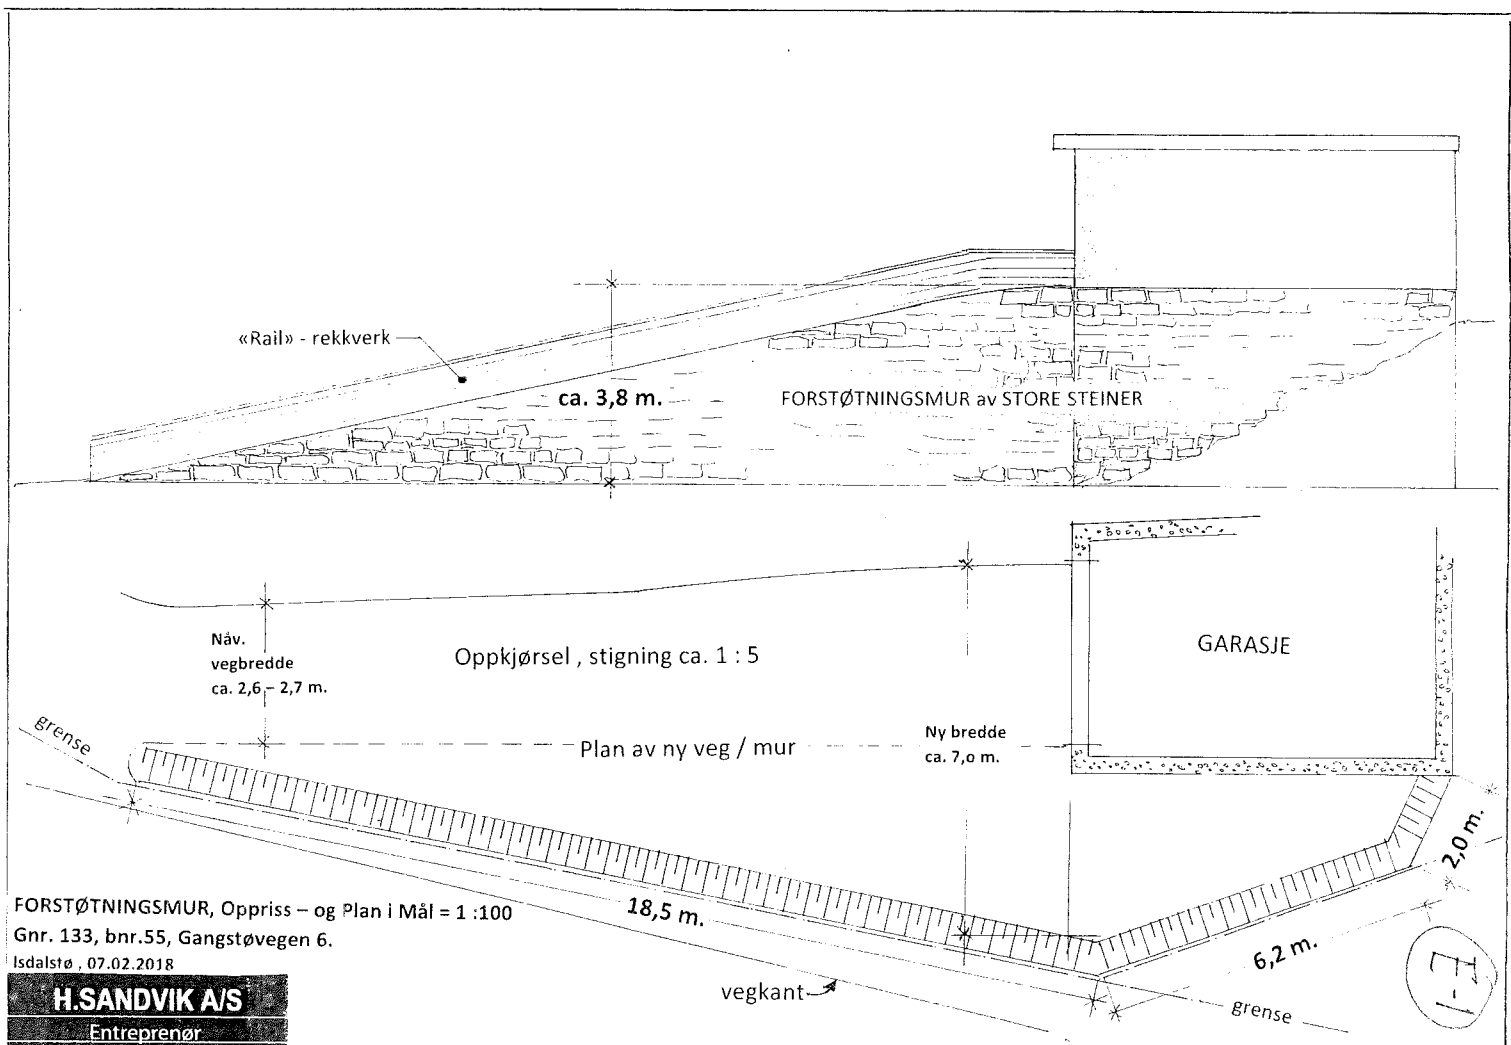 «Rail» - rekkverk
ca. 3,8 m.
FORSTØTNINGSMUR av STORE STEINER
Nåv.
vegbredde
ca. 2,6 – 2,7 m.
Oppkjørsel , stigning ca. 1 : 5
GARASJE
grense
Plan av ny veg / mur
Ny bredde
ca. 7,0 m.
2,0 m.
18,5 m.
6,2 m.
vegkant
grense
FORSTØTNINGSMUR, Oppriss – og Plan i Mål = 1 :100
Gnr. 133, bnr.55, Gangstøvegen 6.
Isdalstø , 07.02.2018
H.SANDVIK A/S
Entreprenør
E-1